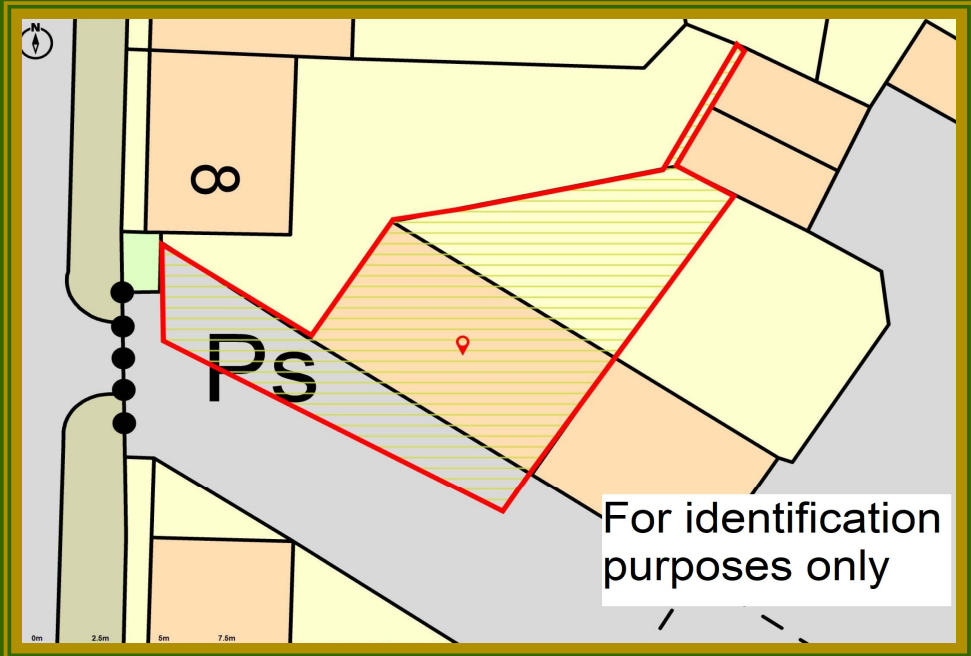 N
8
Ps
For identification
purposes only
0m 2.5m 5m 7.5m